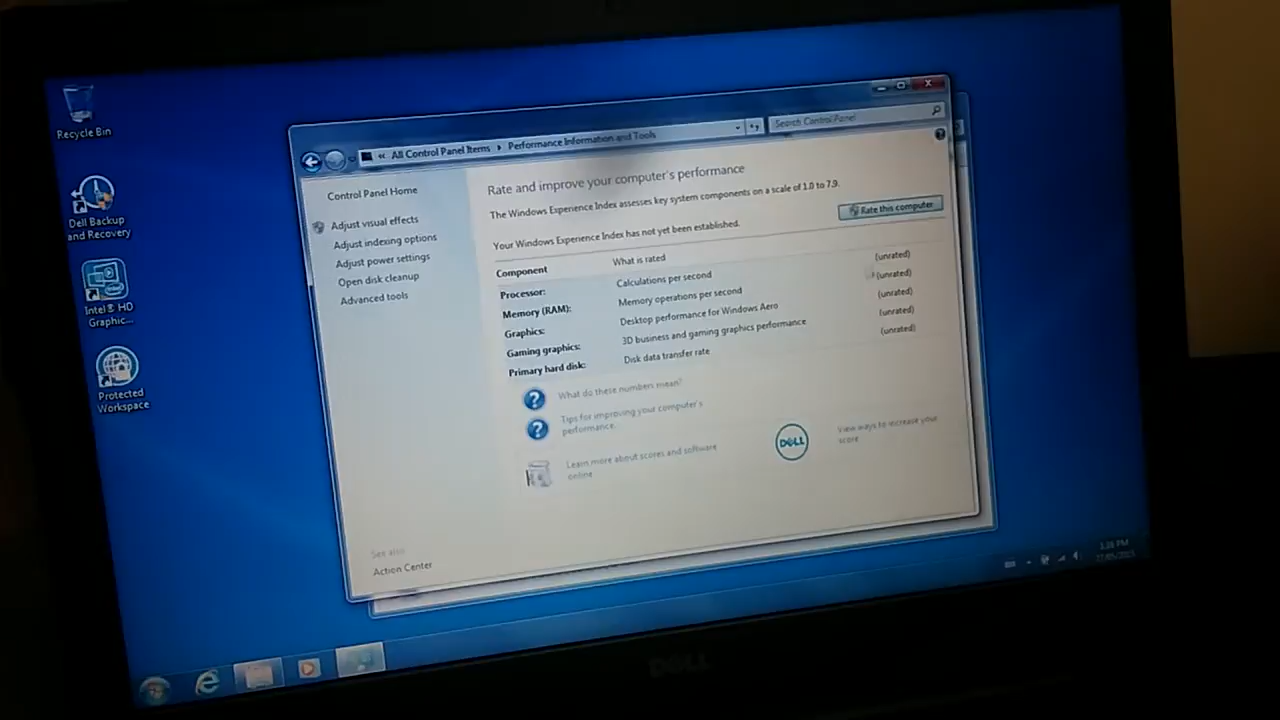 Recycle Bin
Dell Backup
and Recovery
Intel® HD
Graphic...
Protected
Workspace
« All Control Panel Items › Performance Information and Tools
Search Control Panel
Control Panel Home
Adjust visual effects
Adjust indexing options
Adjust power settings
Open disk cleanup
Advanced tools
See also
Action Center
Rate and improve your computer's performance
The Windows Experience Index assesses key system components on a scale of 1.0 to 7.9.
Rate this computer
Your Windows Experience Index has not yet been established.
Component What is rated
Processor: Calculations per second (unrated)
Memory (RAM): Memory operations per second (unrated)
Graphics: Desktop performance for Windows Aero (unrated)
Gaming graphics: 3D business and gaming graphics performance (unrated)
Primary hard disk: Disk data transfer rate (unrated)
What do these numbers mean?
Tips for improving your computer's
performance.
Learn more about scores and software
online
DELL
View ways to increase your
score
DELL